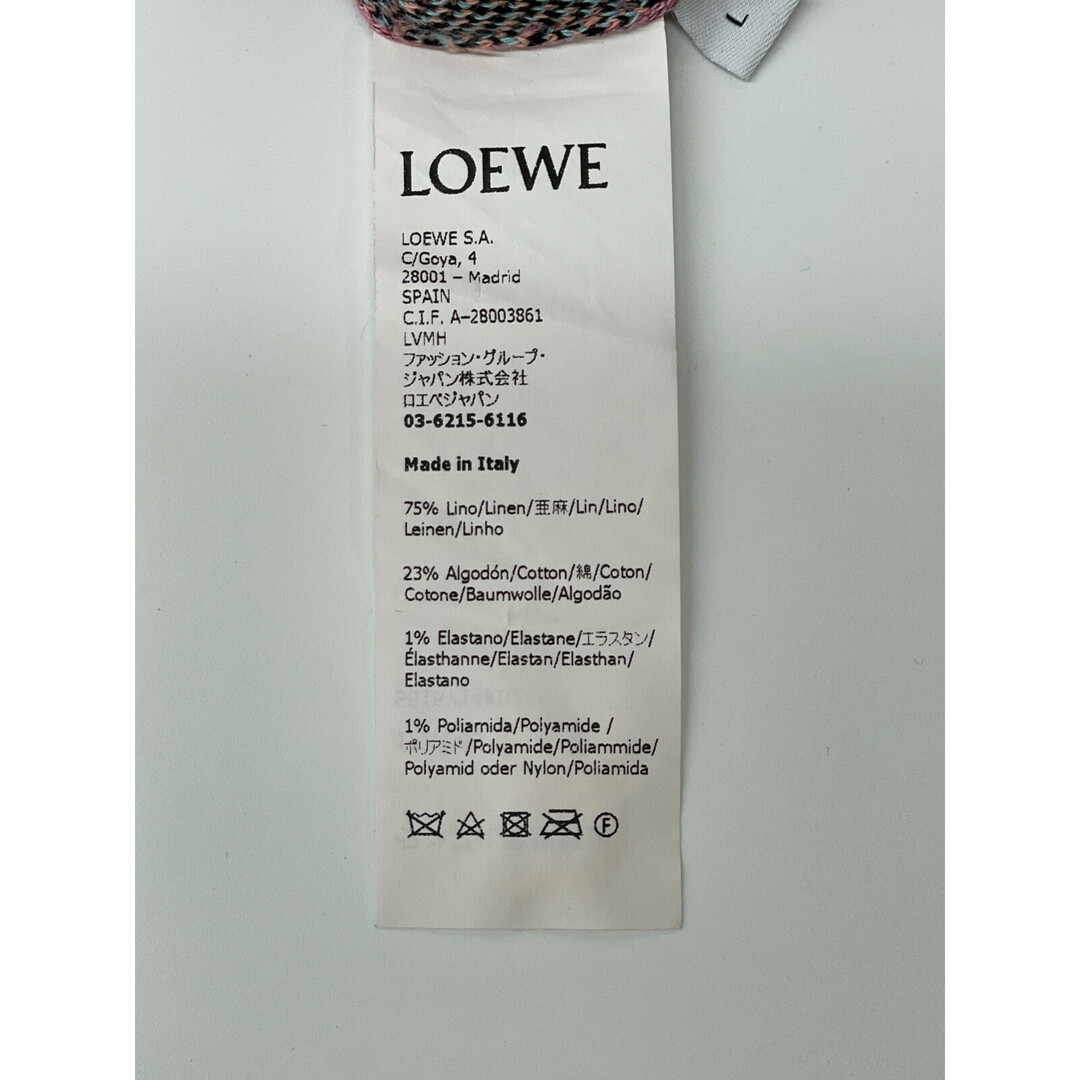 L
LOEWE
LOEWE S.A.
C/Goya, 4
28001 – Madrid
SPAIN
C.I.F. A-28003861
LVMH
ファッション・グループ・
ジャパン株式会社
ロエベジャパン
03-6215-6116
Made in Italy
75% Lino/Linen/亜麻/Lin/Lino/
Leinen/Linho
23% Algodón/Cotton/綿/Coton/
Cotone/Baumwolle/Algodão
1% Elastano/Elastane/エラスタン/
Élasthanne/Elastan/Elasthan/
Elastano
1% Poliamida/Polyamide /
ポリアミド/Polyamide/Poliammide/
Polyamid oder Nylon/Poliamida
F